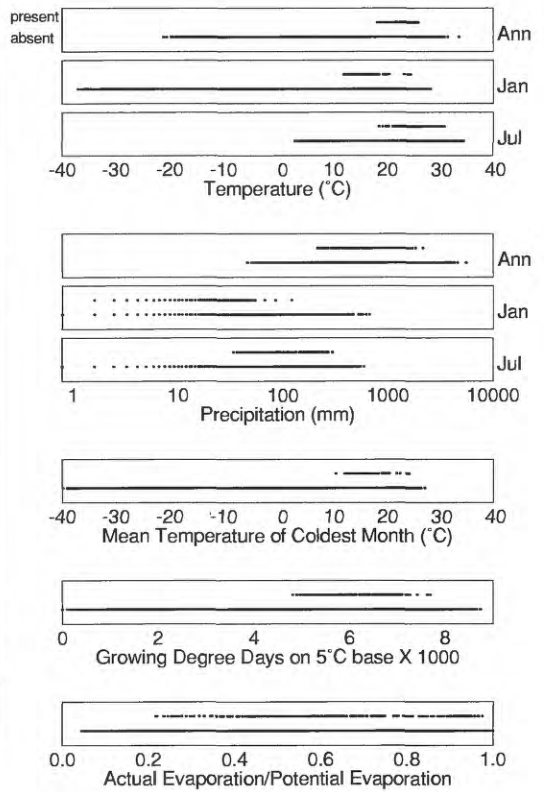 present
absent
Ann
Jan
Jul
-40 -30 -20 -10 0 10 20 30 40
Temperature (°C)
Ann
Jan
Jul
1 10 100 1000 10000
Precipitation (mm)
-40 -30 -20 -10 0 10 20 30 40
Mean Temperature of Coldest Month (°C)
0 2 4 6 8
Growing Degree Days on 5°C base X 1000
0.0 0.2 0.4 0.6 0.8 1.0
Actual Evaporation/Potential Evaporation